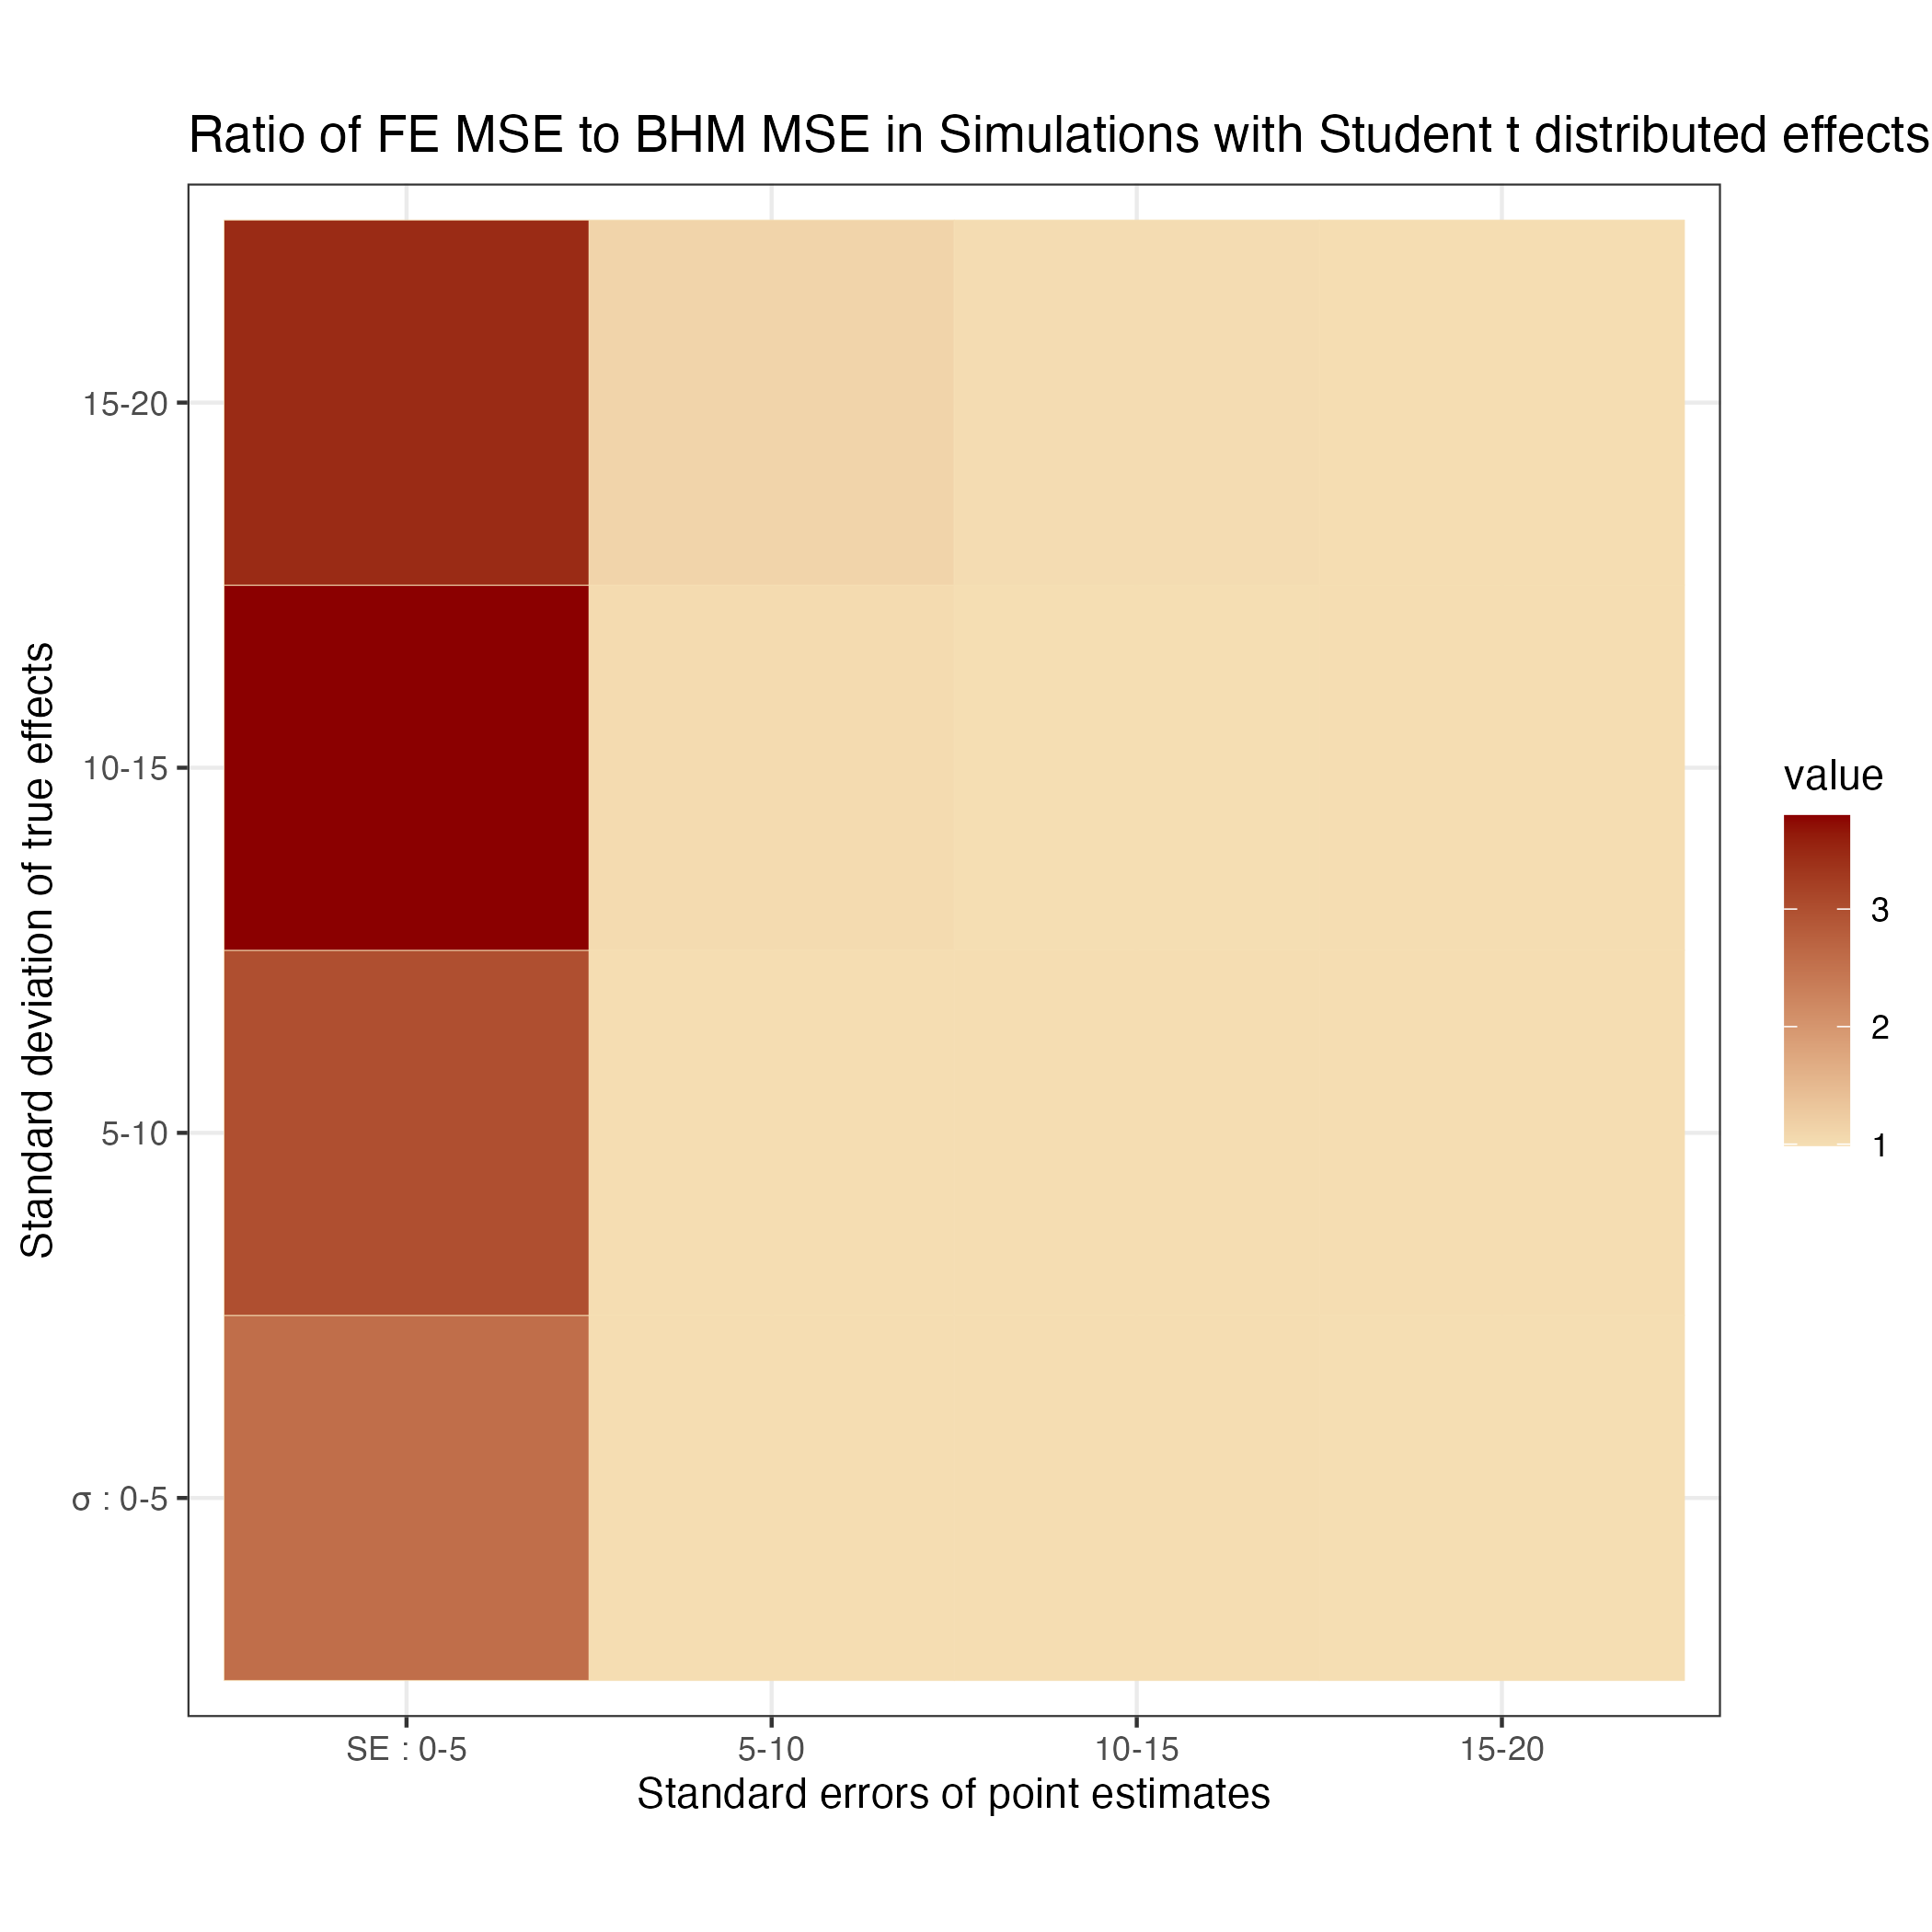 Ratio of FE MSE to BHM MSE in Simulations with Student t distributed effects
Standard deviation of true effects
15-20
10-15
5-10
σ : 0-5
SE : 0-5
5-10
10-15
15-20
Standard errors of point estimates
value
3
2
1